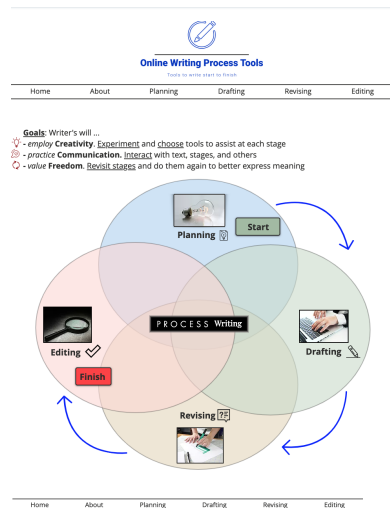 Online Writing Process Tools
Tools to write start to finish
Home About Planning Drafting Revising Editing
Goals: Writer's will ...
- employ Creativity. Experiment and choose tools to assist at each stage
- practice Communication. Interact with text, stages, and others
- value Freedom. Revisit stages and do them again to better express meaning
Start
Planning
PROCESS Writing
Editing
Drafting
Finish
Revising
Home About Planning Drafting Revising Editing